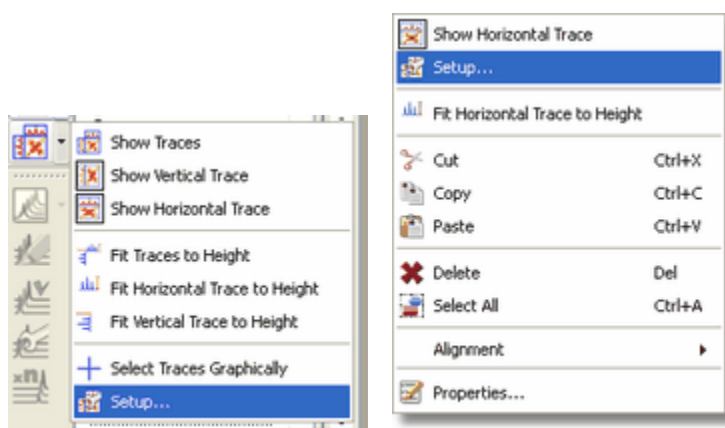 Show Traces
Show Vertical Trace
Show Horizontal Trace
Fit Traces to Height
Fit Horizontal Trace to Height
Fit Vertical Trace to Height
Select Traces Graphically
Setup...
Show Horizontal Trace
Setup...
Fit Horizontal Trace to Height
Cut Ctrl+X
Copy Ctrl+C
Paste Ctrl+V
Delete Del
Select All Ctrl+A
Alignment
Properties...